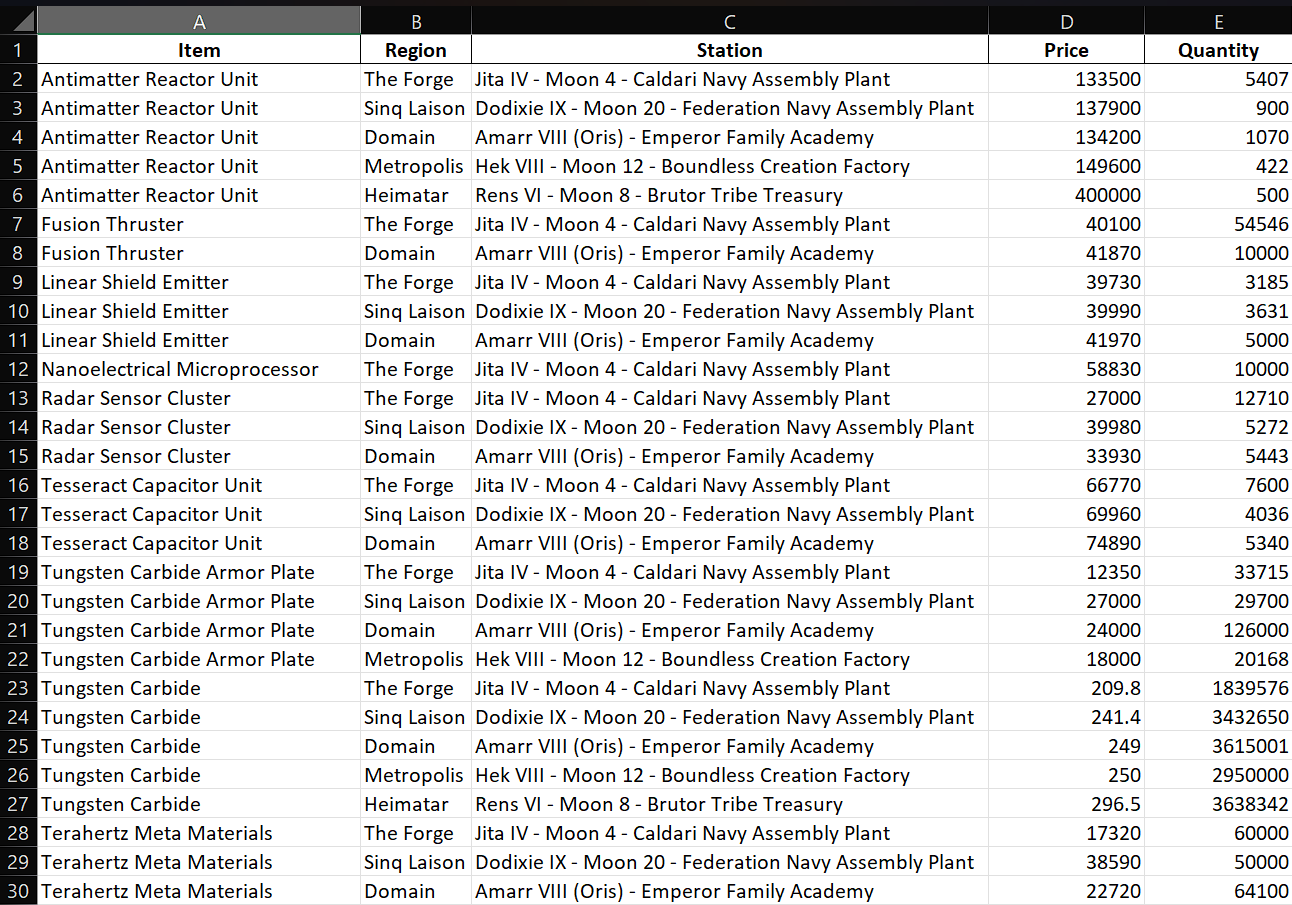 A B C D E
1 Item Region Station Price Quantity
2 Antimatter Reactor Unit The Forge Jita IV - Moon 4 - Caldari Navy Assembly Plant 133500 5407
3 Antimatter Reactor Unit Sinq Laison Dodixie IX - Moon 20 - Federation Navy Assembly Plant 137900 900
4 Antimatter Reactor Unit Domain Amarr VIII (Oris) - Emperor Family Academy 134200 1070
5 Antimatter Reactor Unit Metropolis Hek VIII - Moon 12 - Boundless Creation Factory 149600 422
6 Antimatter Reactor Unit Heimatar Rens VI - Moon 8 - Brutor Tribe Treasury 400000 500
7 Fusion Thruster The Forge Jita IV - Moon 4 - Caldari Navy Assembly Plant 40100 54546
8 Fusion Thruster Domain Amarr VIII (Oris) - Emperor Family Academy 41870 10000
9 Linear Shield Emitter The Forge Jita IV - Moon 4 - Caldari Navy Assembly Plant 39730 3185
10 Linear Shield Emitter Sinq Laison Dodixie IX - Moon 20 - Federation Navy Assembly Plant 39990 3631
11 Linear Shield Emitter Domain Amarr VIII (Oris) - Emperor Family Academy 41970 5000
12 Nanoelectrical Microprocessor The Forge Jita IV - Moon 4 - Caldari Navy Assembly Plant 58830 10000
13 Radar Sensor Cluster The Forge Jita IV - Moon 4 - Caldari Navy Assembly Plant 27000 12710
14 Radar Sensor Cluster Sinq Laison Dodixie IX - Moon 20 - Federation Navy Assembly Plant 39980 5272
15 Radar Sensor Cluster Domain Amarr VIII (Oris) - Emperor Family Academy 33930 5443
16 Tesseract Capacitor Unit The Forge Jita IV - Moon 4 - Caldari Navy Assembly Plant 66770 7600
17 Tesseract Capacitor Unit Sinq Laison Dodixie IX - Moon 20 - Federation Navy Assembly Plant 69960 4036
18 Tesseract Capacitor Unit Domain Amarr VIII (Oris) - Emperor Family Academy 74890 5340
19 Tungsten Carbide Armor Plate The Forge Jita IV - Moon 4 - Caldari Navy Assembly Plant 12350 33715
20 Tungsten Carbide Armor Plate Sinq Laison Dodixie IX - Moon 20 - Federation Navy Assembly Plant 27000 29700
21 Tungsten Carbide Armor Plate Domain Amarr VIII (Oris) - Emperor Family Academy 24000 126000
22 Tungsten Carbide Armor Plate Metropolis Hek VIII - Moon 12 - Boundless Creation Factory 18000 20168
23 Tungsten Carbide The Forge Jita IV - Moon 4 - Caldari Navy Assembly Plant 209.8 1839576
24 Tungsten Carbide Sinq Laison Dodixie IX - Moon 20 - Federation Navy Assembly Plant 241.4 3432650
25 Tungsten Carbide Domain Amarr VIII (Oris) - Emperor Family Academy 249 3615001
26 Tungsten Carbide Metropolis Hek VIII - Moon 12 - Boundless Creation Factory 250 2950000
27 Tungsten Carbide Heimatar Rens VI - Moon 8 - Brutor Tribe Treasury 296.5 3638342
28 Terahertz Meta Materials The Forge Jita IV - Moon 4 - Caldari Navy Assembly Plant 17320 60000
29 Terahertz Meta Materials Sinq Laison Dodixie IX - Moon 20 - Federation Navy Assembly Plant 38590 50000
30 Terahertz Meta Materials Domain Amarr VIII (Oris) - Emperor Family Academy 22720 64100